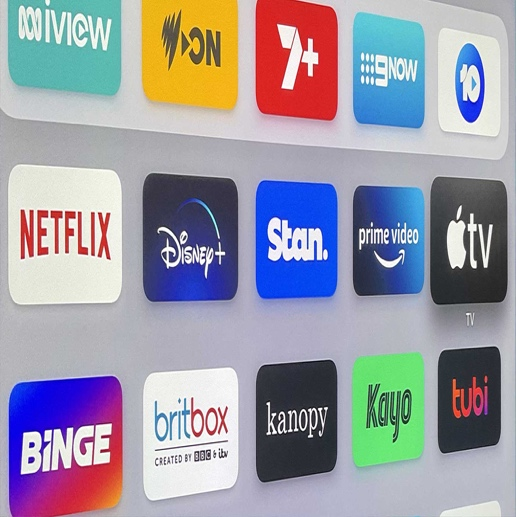 iview
SBS ON
7+
9NOW
10
NETFLIX
Disney+
Stan.
prime video
tv
TV
BiNGE
britbox
CREATED BY BBC & itv
kanopy
Kayo
tubi